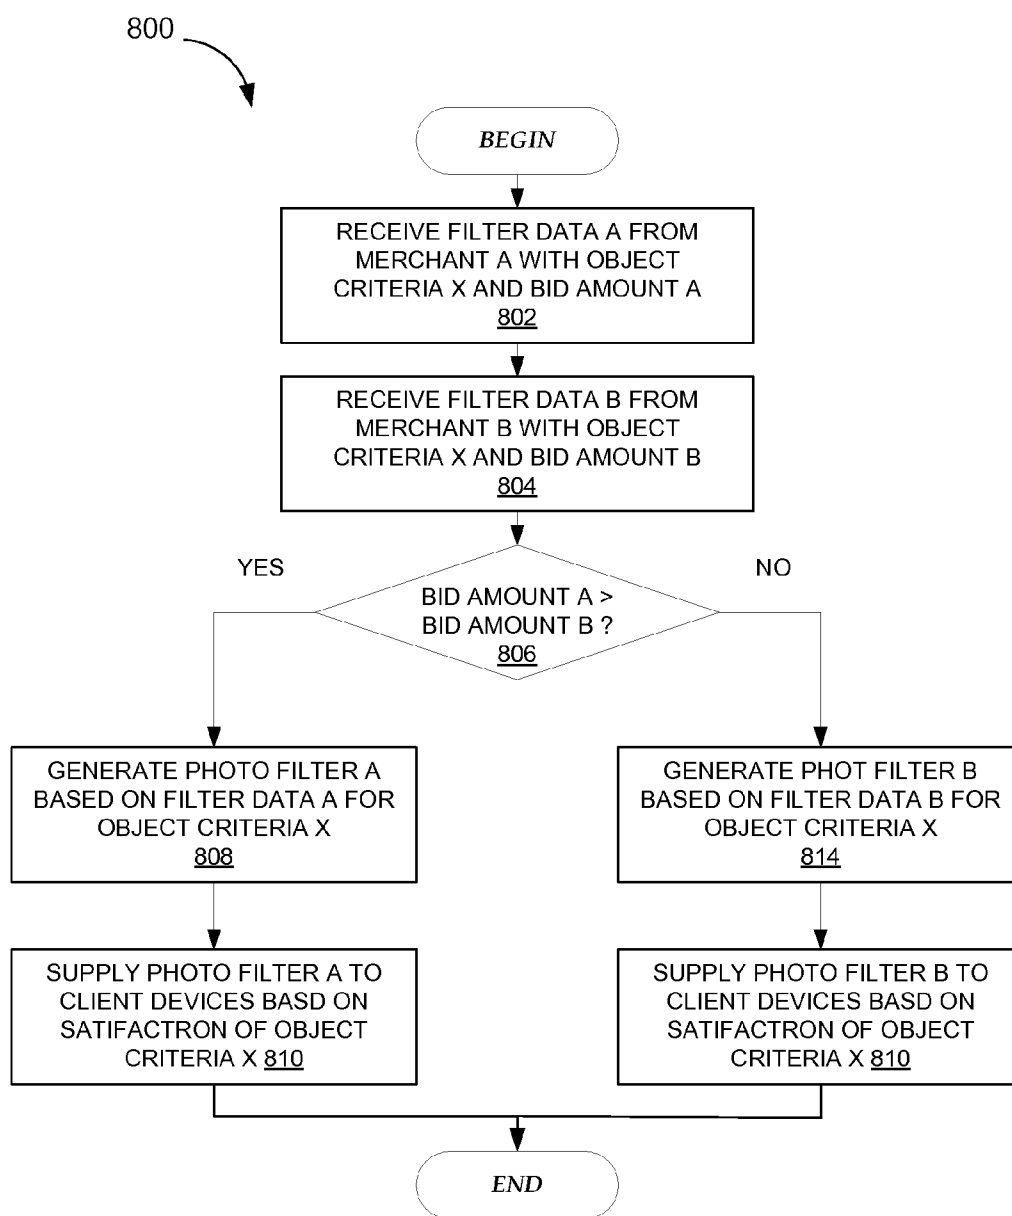 800
BEGIN
RECEIVE FILTER DATA A FROM
MERCHANT A WITH OBJECT
CRITERIA X AND BID AMOUNT A
802
RECEIVE FILTER DATA B FROM
MERCHANT B WITH OBJECT
CRITERIA X AND BID AMOUNT B
804
YES
NO
BID AMOUNT A >
BID AMOUNT B ?
806
GENERATE PHOTO FILTER A
BASED ON FILTER DATA A FOR
OBJECT CRITERIA X
808
GENERATE PHOT FILTER B
BASED ON FILTER DATA B FOR
OBJECT CRITERIA X
814
SUPPLY PHOTO FILTER A TO
CLIENT DEVICES BASD ON
SATIFACTRON OF OBJECT
CRITERIA X 810
SUPPLY PHOTO FILTER B TO
CLIENT DEVICES BASD ON
SATIFACTRON OF OBJECT
CRITERIA X 810
END